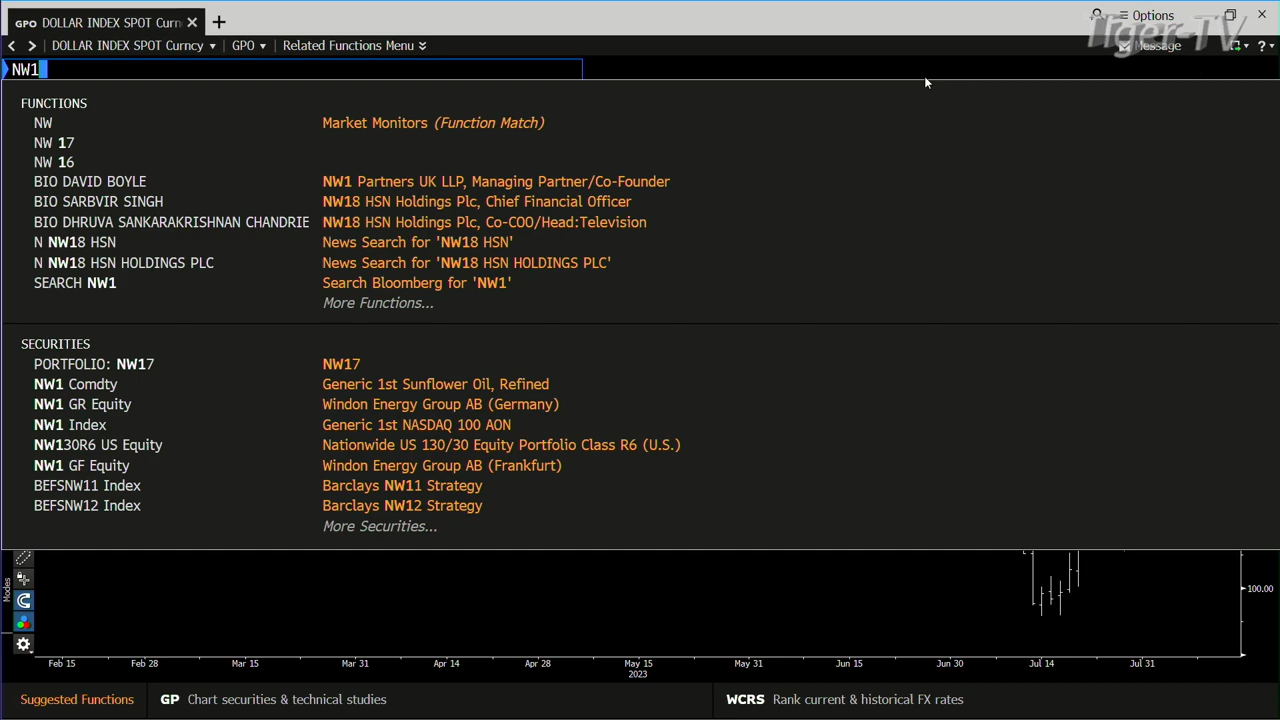 GPO DOLLAR INDEX SPOT Curn
Options
Tiger-TV
DOLLAR INDEX SPOT Curncy GPO Related Functions Menu Message ?
NW1
FUNCTIONS
NW Market Monitors (Function Match)
NW 17
NW 16
BIO DAVID BOYLE NW1 Partners UK LLP, Managing Partner/Co-Founder
BIO SARBVIR SINGH NW18 HSN Holdings Plc, Chief Financial Officer
BIO DHRUVA SANKARAKRISHNAN CHANDRIE NW18 HSN Holdings Plc, Co-COO/Head:Television
N NW18 HSN News Search for 'NW18 HSN'
N NW18 HSN HOLDINGS PLC News Search for 'NW18 HSN HOLDINGS PLC'
SEARCH NW1 Search Bloomberg for 'NW1'
More Functions...
SECURITIES
PORTFOLIO: NW17 NW17
NW1 Comdty Generic 1st Sunflower Oil, Refined
NW1 GR Equity Windon Energy Group AB (Germany)
NW1 Index Generic 1st NASDAQ 100 AON
NW130R6 US Equity Nationwide US 130/30 Equity Portfolio Class R6 (U.S.)
NW1 GF Equity Windon Energy Group AB (Frankfurt)
BEFSNW11 Index Barclays NW11 Strategy
BEFSNW12 Index Barclays NW12 Strategy
More Securities...
Modes
100.00
Feb 15 Feb 28 Mar 15 Mar 31 Apr 14 Apr 28 May 15 May 31 Jun 15 Jun 30 Jul 14 Jul 31
2023
Suggested Functions GP Chart securities & technical studies WCRS Rank current & historical FX rates